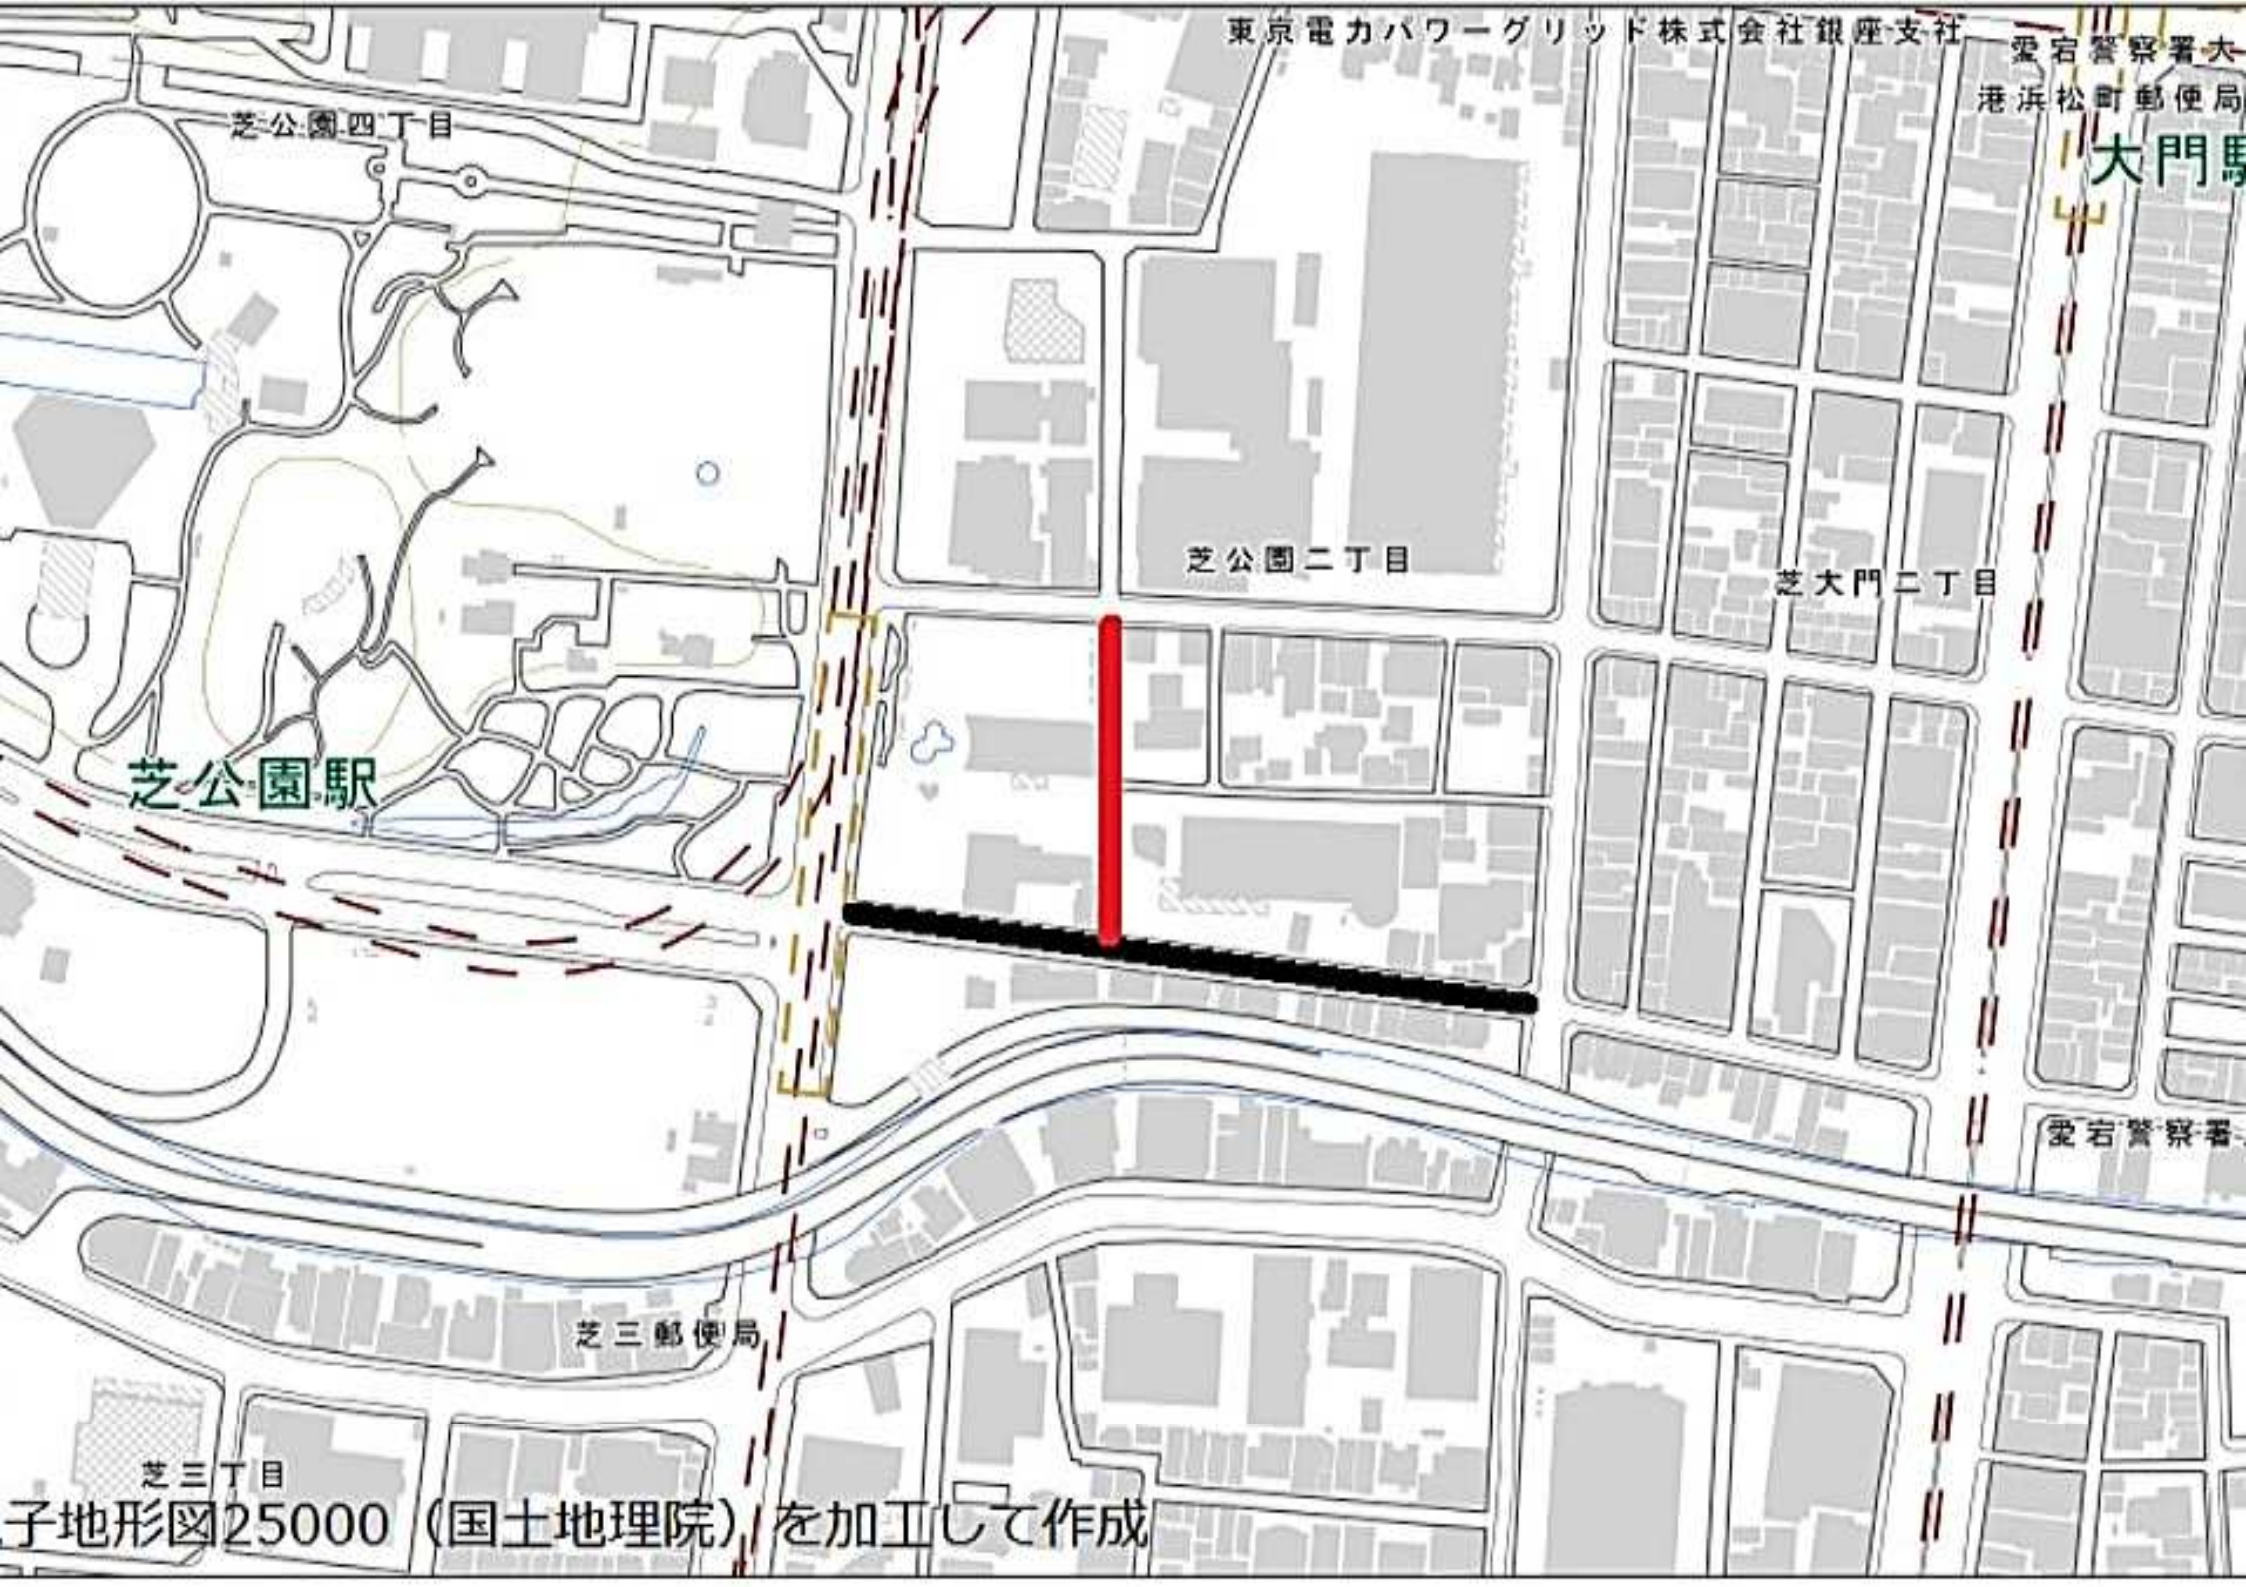 東京電力パワーグリッド株式会社銀座支社
愛宕警察署大
港浜松町郵便局
芝公園四丁目
大門駅
芝公園二丁目
芝大門二丁目
芝公園駅
愛宕警察署
芝三郵便局
芝三丁目
子地形図25000（国土地理院）を加工して作成